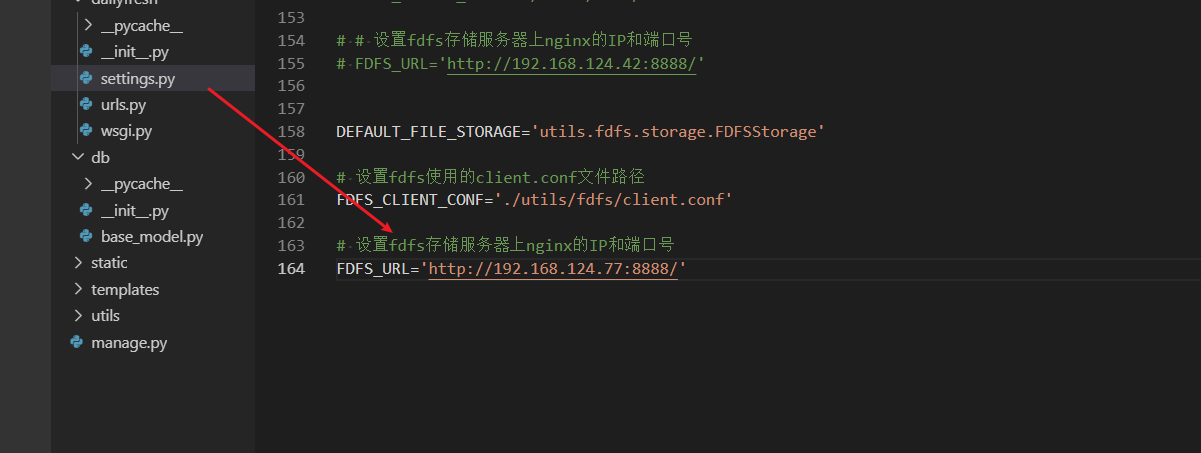 dailyfresh
__pycache__
__init__.py
settings.py
urls.py
wsgi.py
db
__pycache__
__init__.py
base_model.py
static
templates
utils
manage.py
153
154 # # 设置fdfs存储服务器上nginx的IP和端口号
155 # FDFS_URL='http://192.168.124.42:8888/'
156
157
158 DEFAULT_FILE_STORAGE='utils.fdfs.storage.FDFSStorage'
159
160 # 设置fdfs使用的client.conf文件路径
161 FDFS_CLIENT_CONF='./utils/fdfs/client.conf'
162
163 # 设置fdfs存储服务器上nginx的IP和端口号
164 FDFS_URL='http://192.168.124.77:8888/'